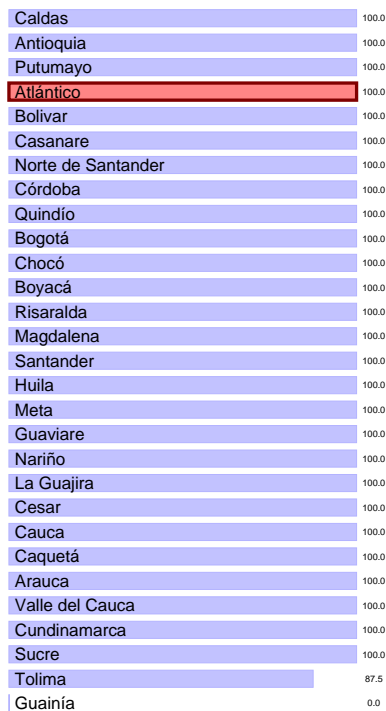 Caldas 100.0
Antioquia 100.0
Putumayo 100.0
Atlántico 100.0
Bolivar 100.0
Casanare 100.0
Norte de Santander 100.0
Córdoba 100.0
Quindío 100.0
Bogotá 100.0
Chocó 100.0
Boyacá 100.0
Risaralda 100.0
Magdalena 100.0
Santander 100.0
Huila 100.0
Meta 100.0
Guaviare 100.0
Nariño 100.0
La Guajira 100.0
Cesar 100.0
Cauca 100.0
Caquetá 100.0
Arauca 100.0
Valle del Cauca 100.0
Cundinamarca 100.0
Sucre 100.0
Tolima 87.5
Guainía 0.0